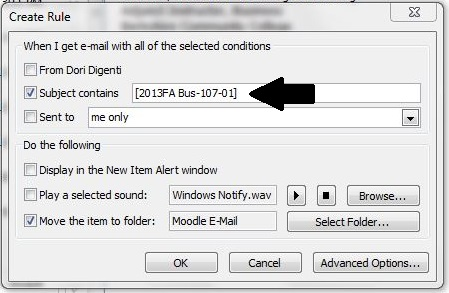 Create Rule
When I get e-mail with all of the selected conditions
From Dori Digenti
Subject contains [2013FA Bus-107-01]
Sent to me only
Do the following
Display in the New Item Alert window
Play a selected sound: Windows Notify.wav Browse...
Move the item to folder: Moodle E-Mail Select Folder...
OK Cancel Advanced Options...